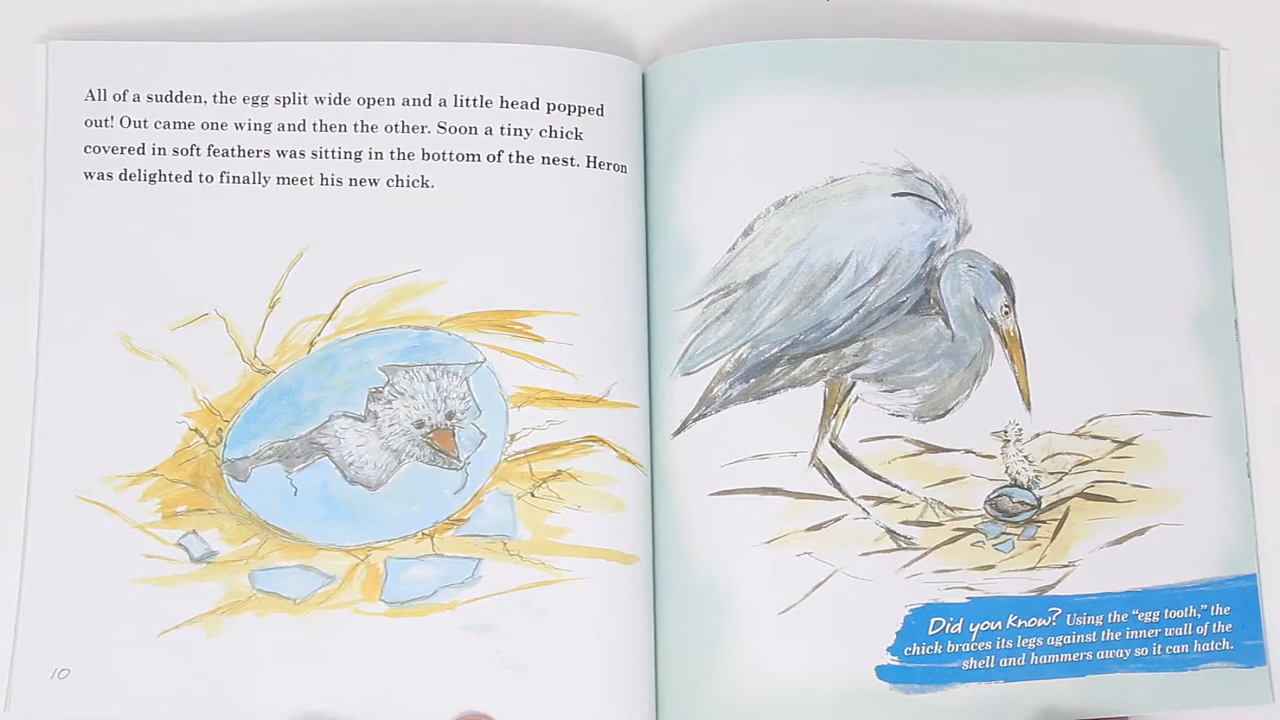 All of a sudden, the egg split wide open and a little head popped
out! Out came one wing and then the other. Soon a tiny chick
covered in soft feathers was sitting in the bottom of the nest. Heron
was delighted to finally meet his new chick.
10
Did you Know? Using the “egg tooth,” the
chick braces its legs against the inner wall of the
shell and hammers away so it can hatch.